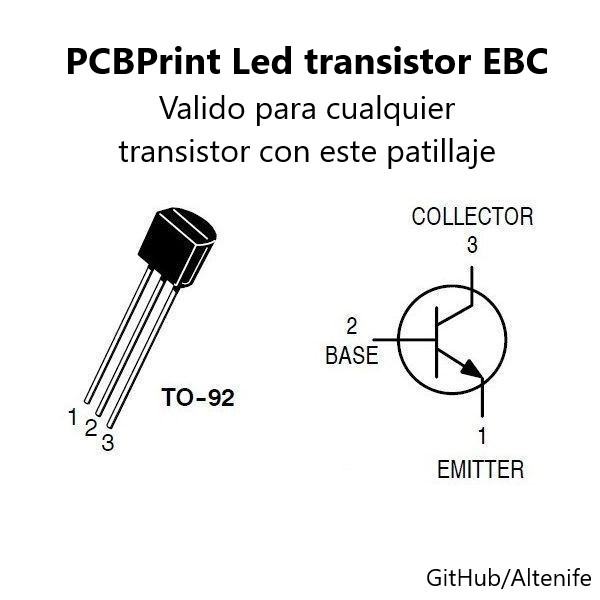 PCBPrint Led transistor EBC
Valido para cualquier
transistor con este patillaje
COLLECTOR
3
2
BASE
TO-92
1
2
3
1
EMITTER
GitHub/Altenife